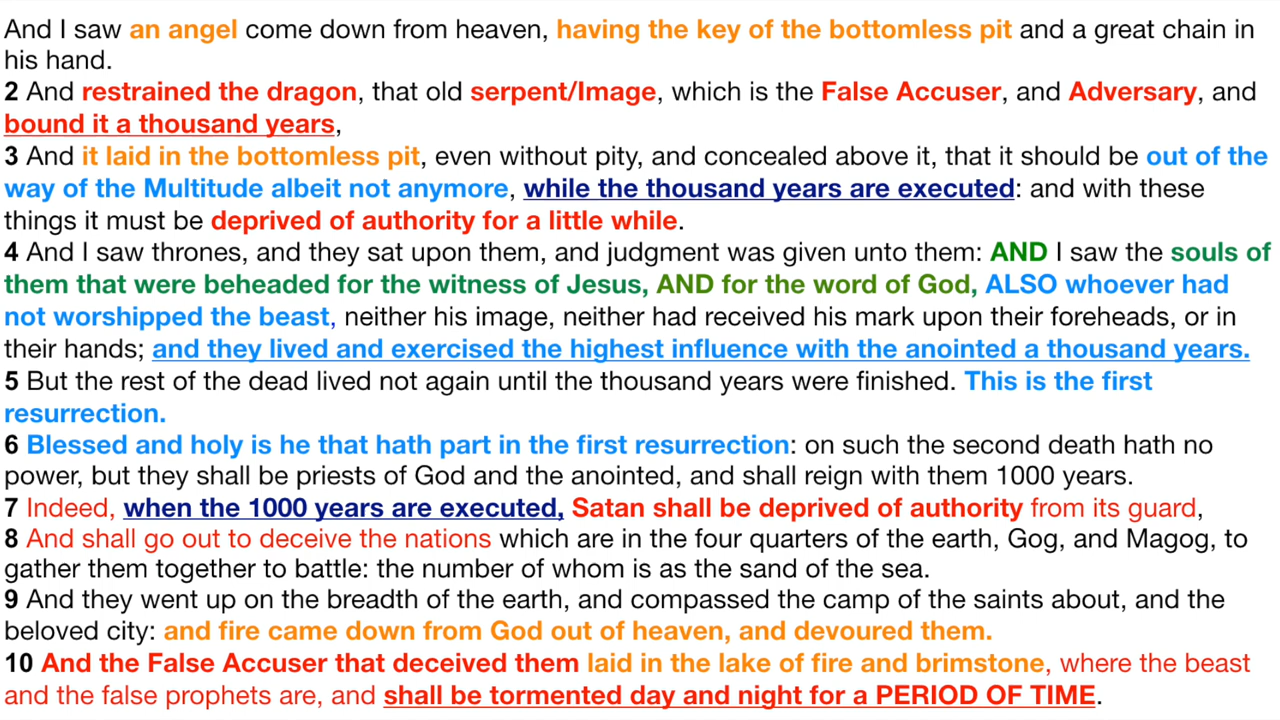 And I saw an angel come down from heaven, having the key of the bottomless pit and a great chain in
his hand.
2 And restrained the dragon, that old serpent/Image, which is the False Accuser, and Adversary, and
bound it a thousand years,
3 And it laid in the bottomless pit, even without pity, and concealed above it, that it should be out of the
way of the Multitude albeit not anymore, while the thousand years are executed: and with these
things it must be deprived of authority for a little while.
4 And I saw thrones, and they sat upon them, and judgment was given unto them: AND I saw the souls of
them that were beheaded for the witness of Jesus, AND for the word of God, ALSO whoever had
not worshipped the beast, neither his image, neither had received his mark upon their foreheads, or in
their hands; and they lived and exercised the highest influence with the anointed a thousand years.
5 But the rest of the dead lived not again until the thousand years were finished. This is the first
resurrection.
6 Blessed and holy is he that hath part in the first resurrection: on such the second death hath no
power, but they shall be priests of God and the anointed, and shall reign with them 1000 years.
7 Indeed, when the 1000 years are executed, Satan shall be deprived of authority from its guard,
8 And shall go out to deceive the nations which are in the four quarters of the earth, Gog, and Magog, to
gather them together to battle: the number of whom is as the sand of the sea.
9 And they went up on the breadth of the earth, and compassed the camp of the saints about, and the
beloved city: and fire came down from God out of heaven, and devoured them.
10 And the False Accuser that deceived them laid in the lake of fire and brimstone, where the beast
and the false prophets are, and shall be tormented day and night for a PERIOD OF TIME.